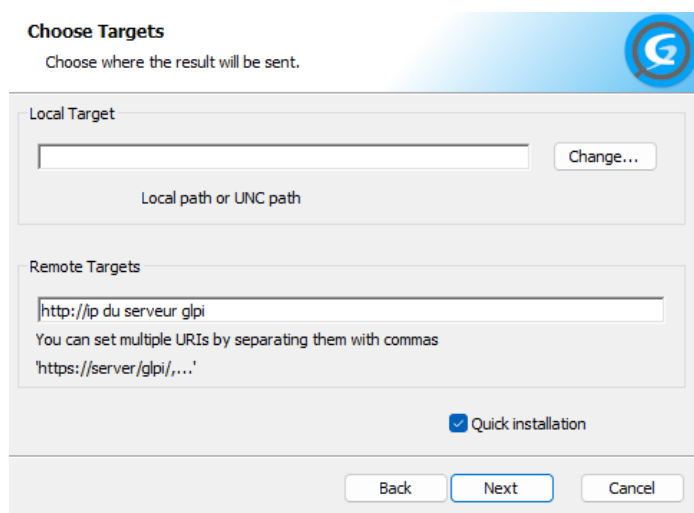 Choose Targets
Choose where the result will be sent.
Local Target
Change...
Local path or UNC path
Remote Targets
http://ip du serveur glpi
You can set multiple URIs by separating them with commas
'https://server/glpi/,...'
Quick installation
Back Next Cancel